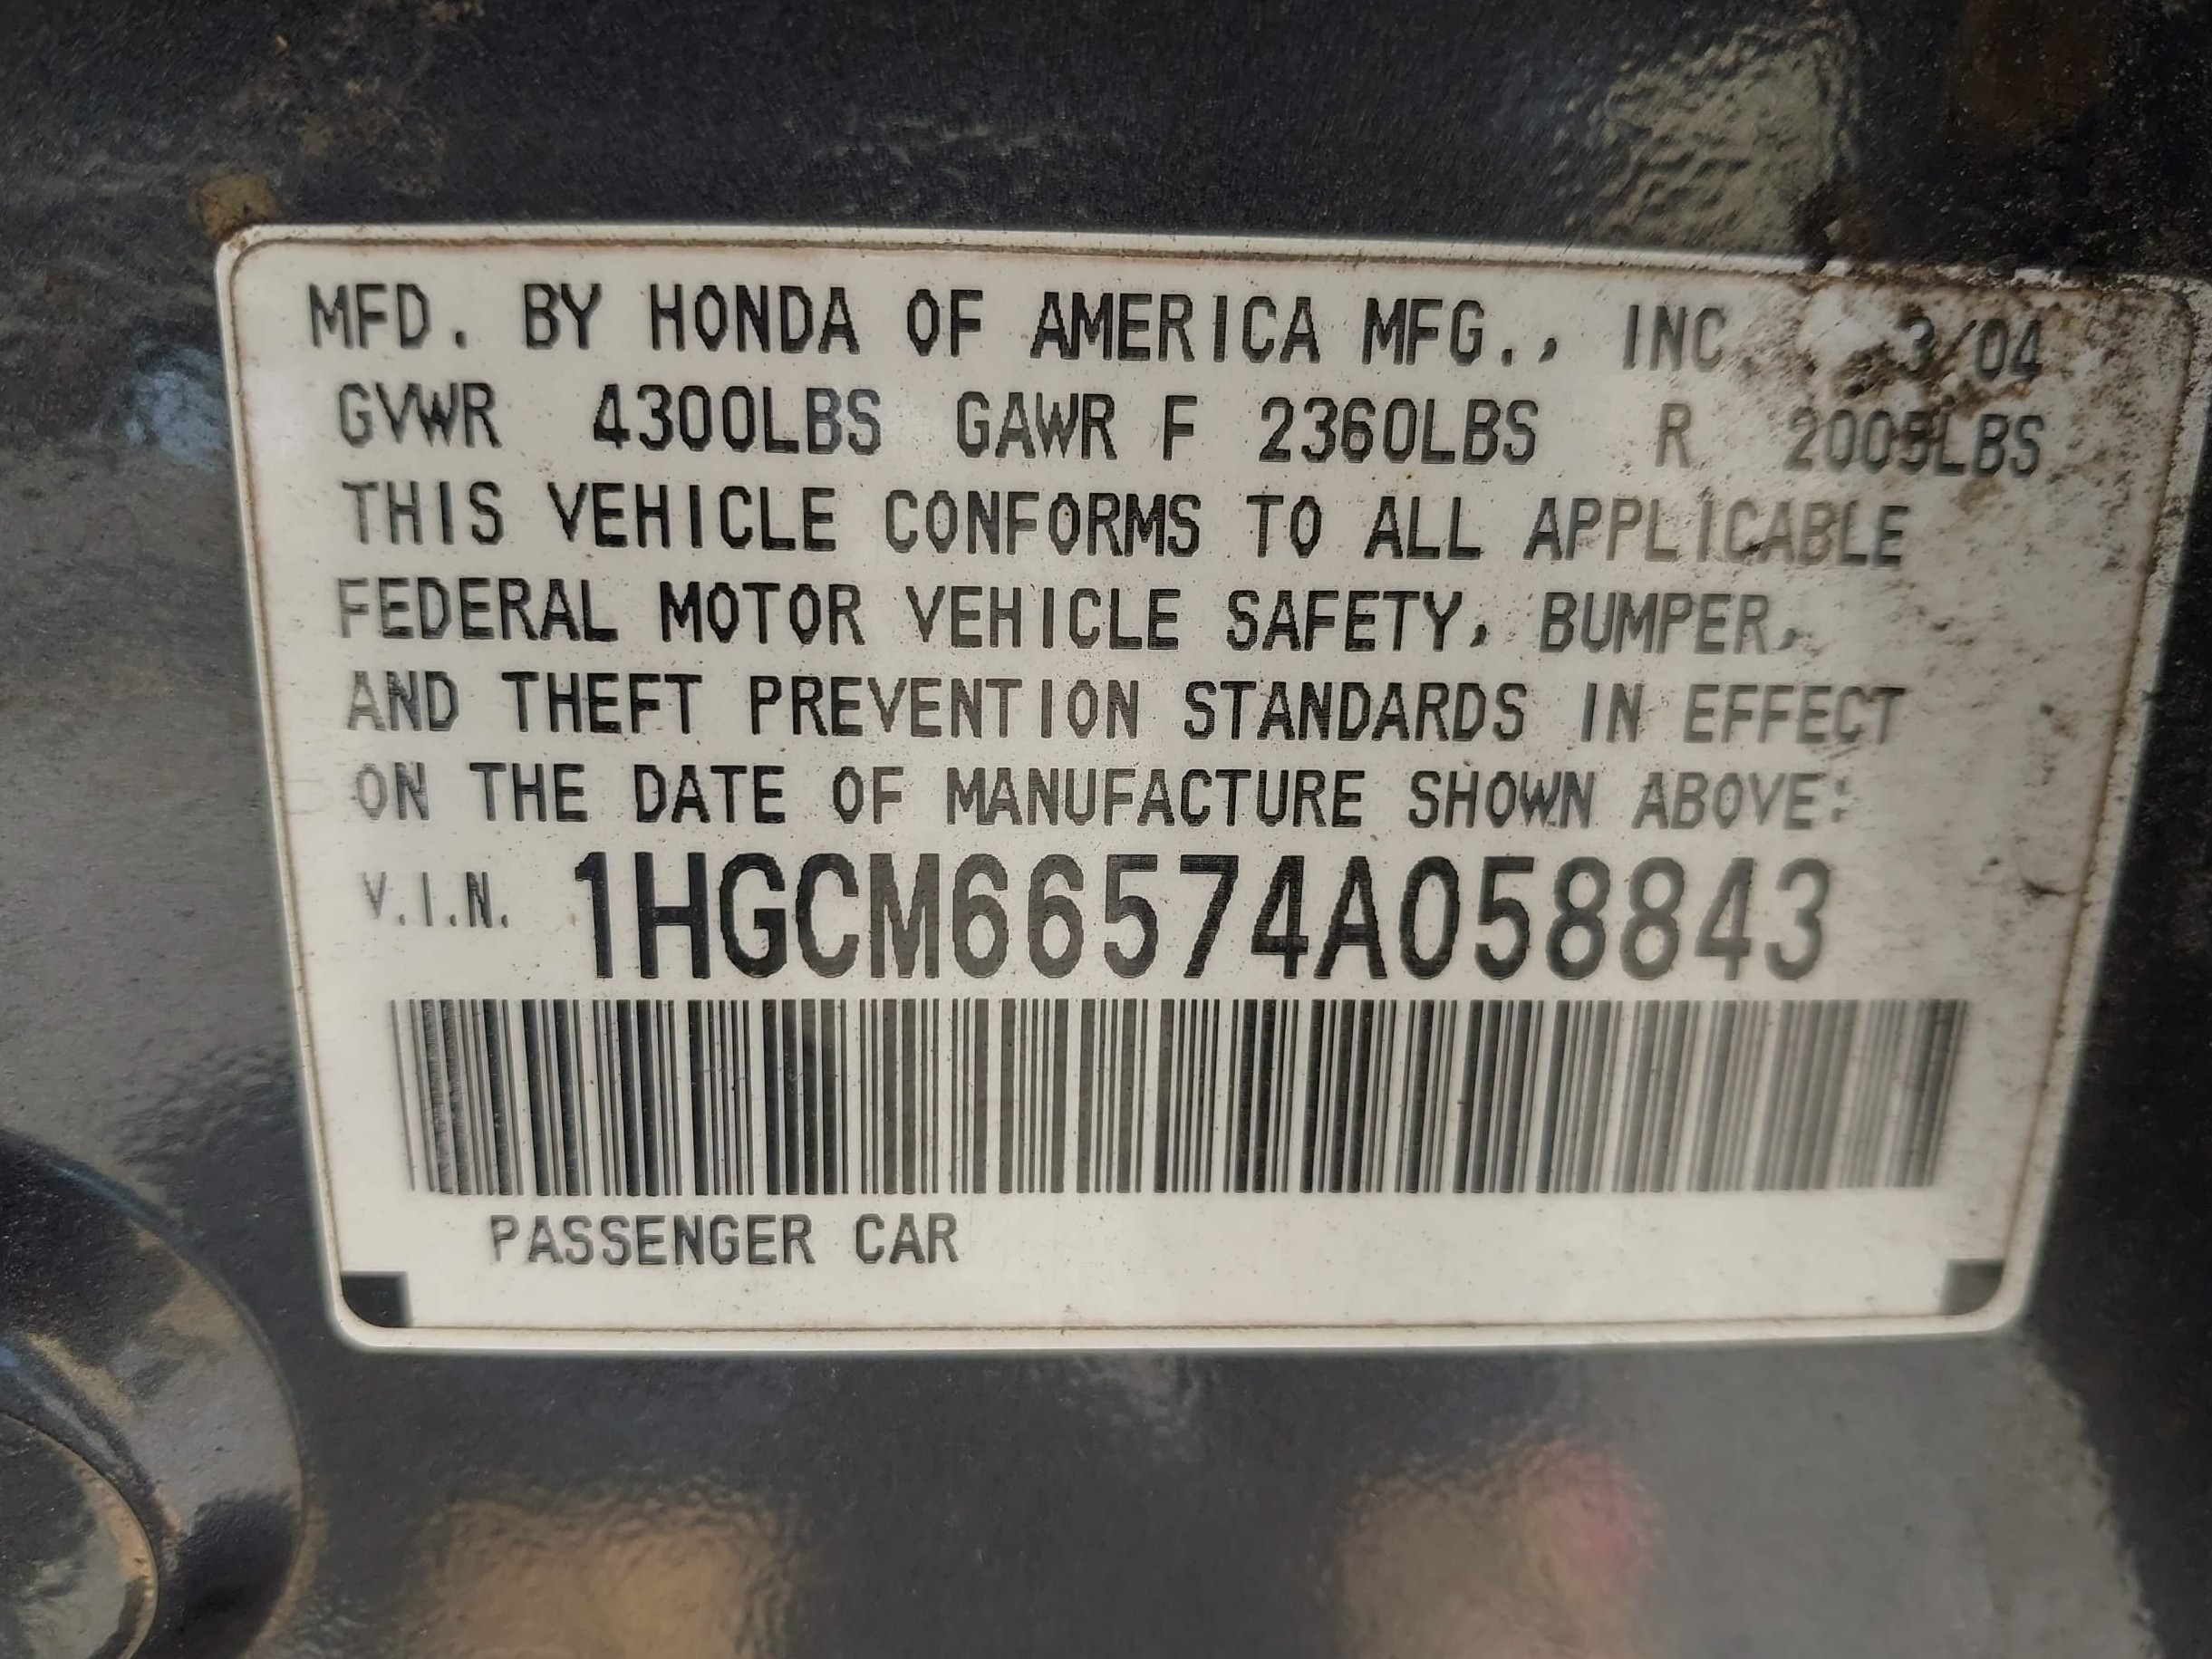 MFD. BY HONDA OF AMERICA MFG., INC 3/04
GVWR 4300LBS GAWR F 2360LBS R 2005LBS
THIS VEHICLE CONFORMS TO ALL APPLICABLE
FEDERAL MOTOR VEHICLE SAFETY, BUMPER,
AND THEFT PREVENTION STANDARDS IN EFFECT
ON THE DATE OF MANUFACTURE SHOWN ABOVE:
V.I.N. 1HGCM66574A058843
PASSENGER CAR